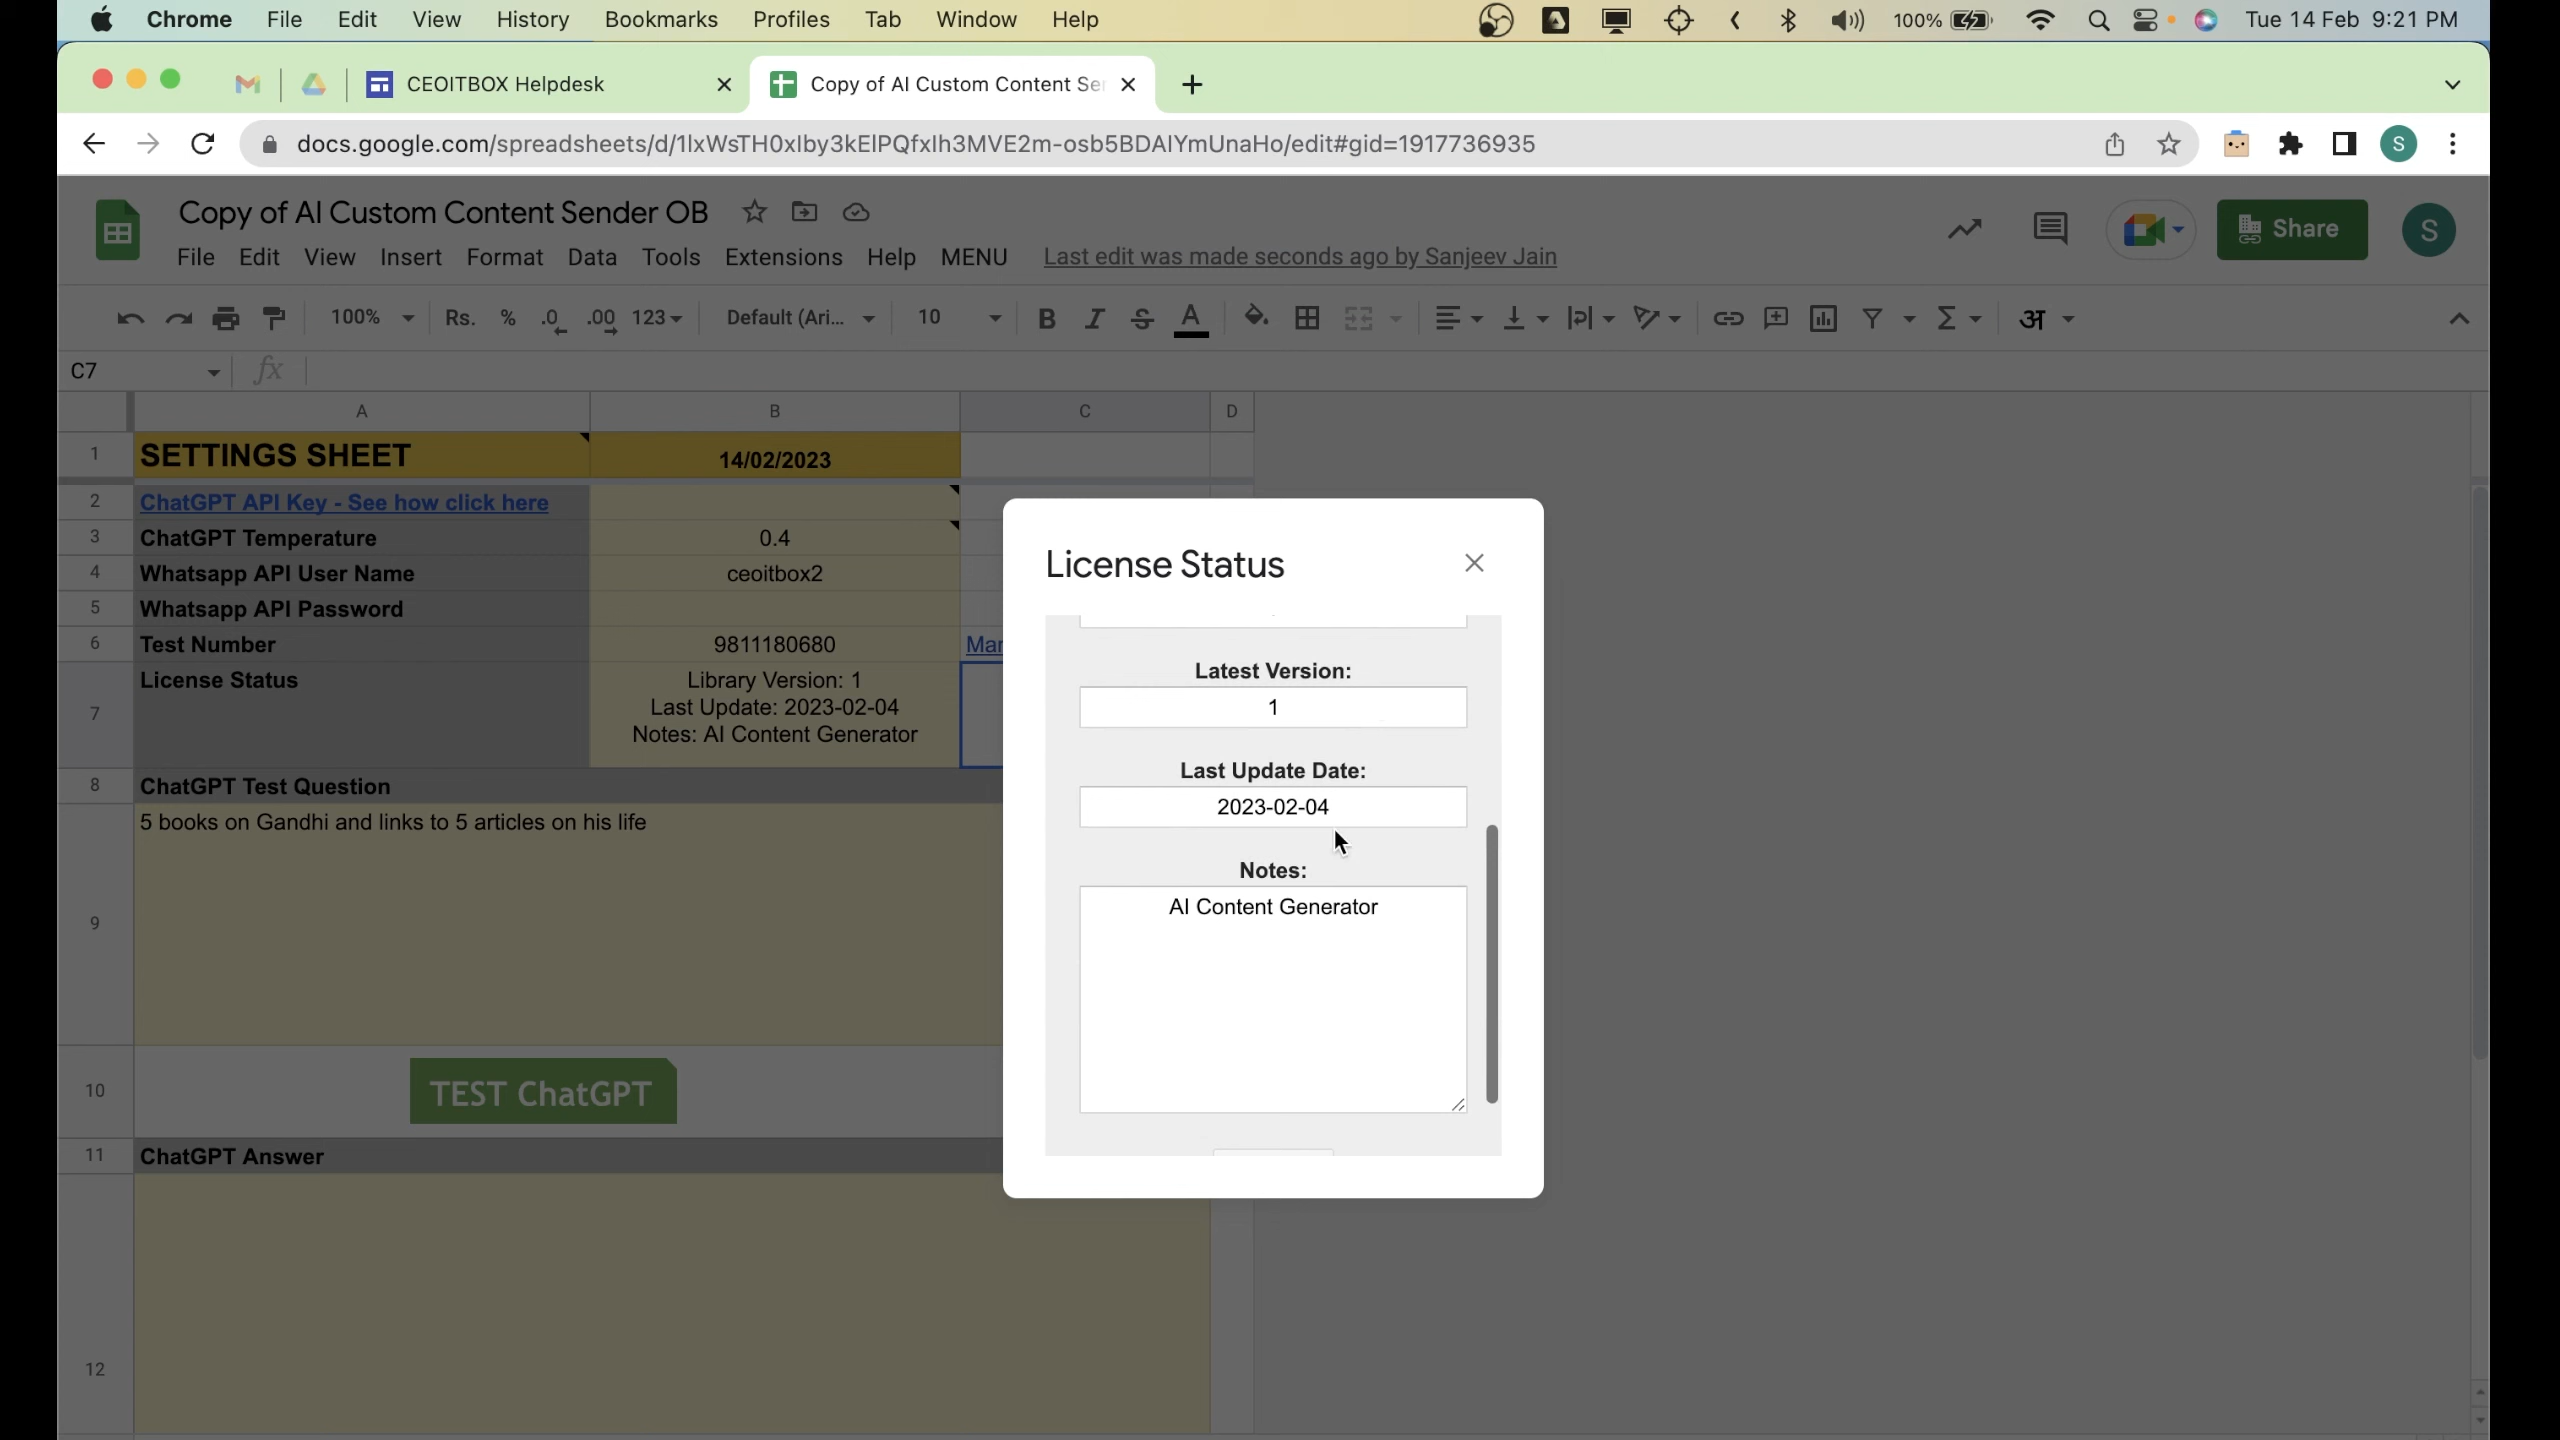 Chrome File Edit View History Bookmarks Profiles Tab Window Help 100% Tue 14 Feb 9:21 PM
CEOITBOX Helpdesk Copy of AI Custom Content Ser
docs.google.com/spreadsheets/d/1lxWsTH0xlby3kElPQfxlh3MVE2m-osb5BDAlYmUnaHo/edit#gid=1917736935 S
Copy of AI Custom Content Sender OB Share S
File Edit View Insert Format Data Tools Extensions Help MENU Last edit was made seconds ago by Sanjeev Jain
100% Rs. % .0 .00 123 Default (Ari... 10 B I S A अ
C7 fx
A B C D
1 SETTINGS SHEET 14/02/2023
2 ChatGPT API Key - See how click here
3 ChatGPT Temperature 0.4
4 Whatsapp API User Name ceoitbox2
5 Whatsapp API Password
6 Test Number 9811180680 Mar
7 License Status Library Version: 1
Last Update: 2023-02-04
Notes: AI Content Generator
8 ChatGPT Test Question
9 5 books on Gandhi and links to 5 articles on his life
10 TEST ChatGPT
11 ChatGPT Answer
12
License Status
Latest Version:
1
Last Update Date:
2023-02-04
Notes:
AI Content Generator